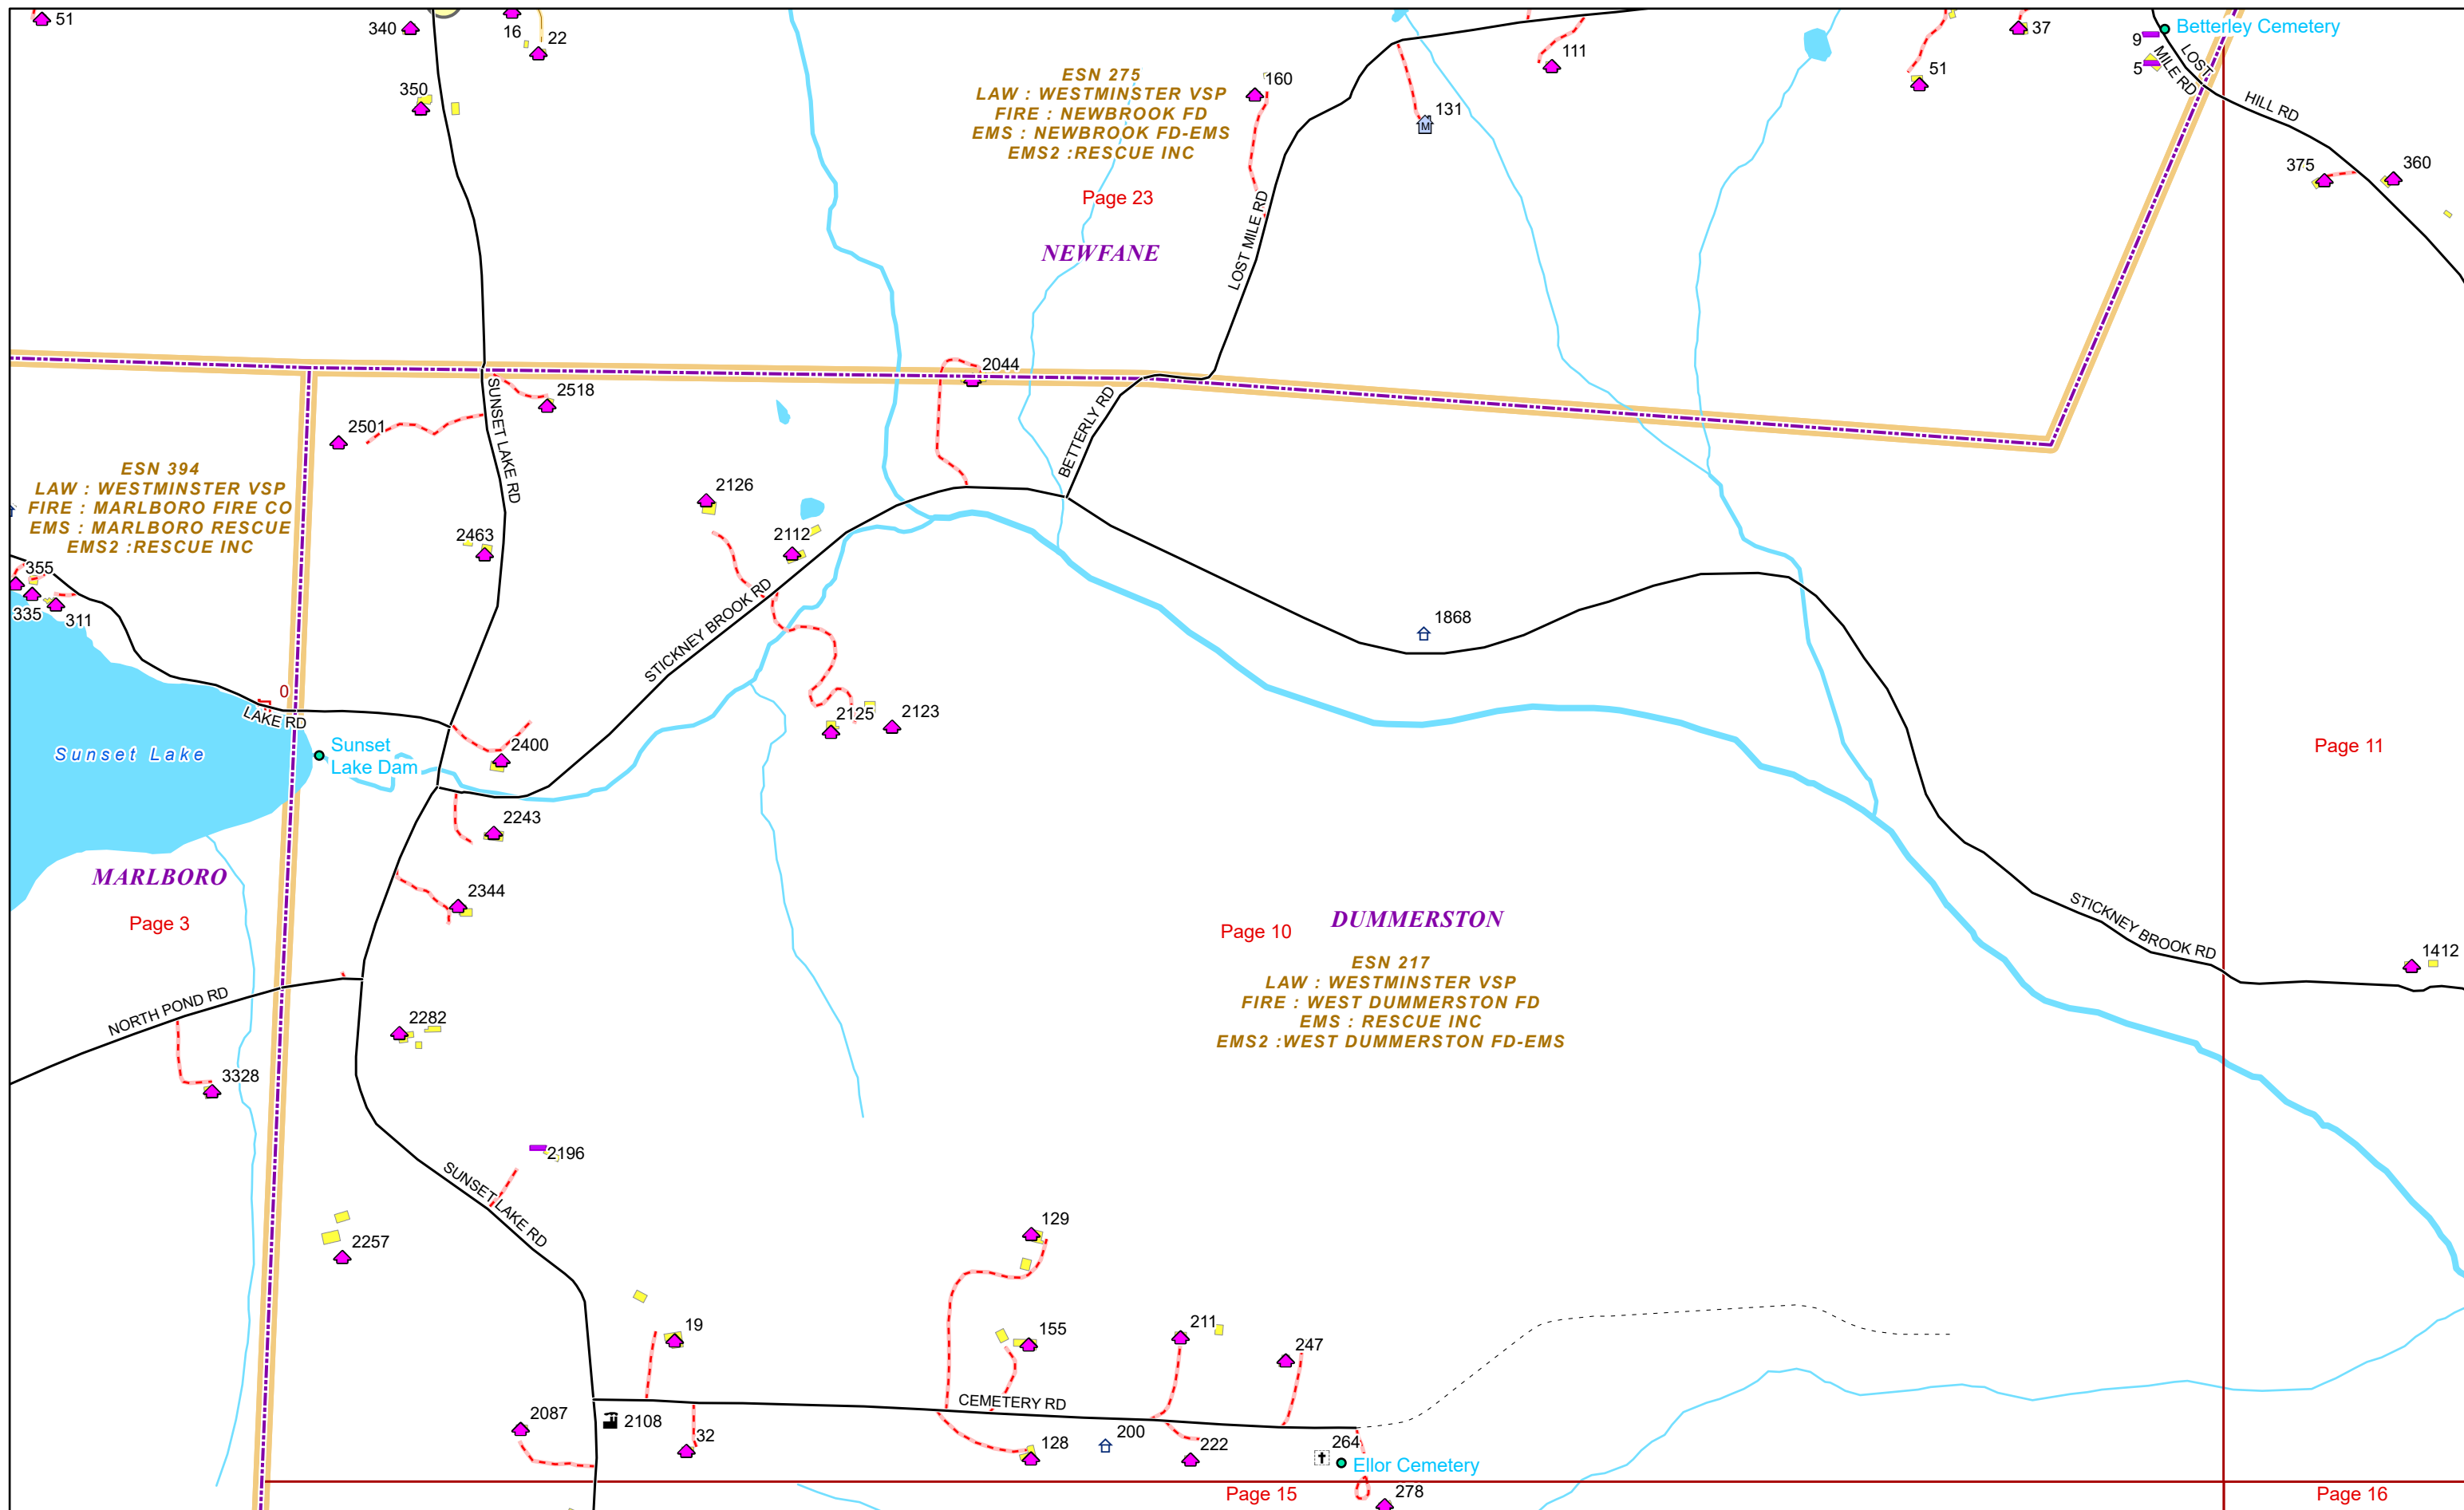 51
340
16
22
350
ESN 275
LAW : WESTMINSTER VSP
FIRE : NEWBROOK FD
EMS : NEWBROOK FD-EMS
EMS2 :RESCUE INC
Page 23
NEWFANE
160
111
131
M
51
37
Betterley Cemetery
9
5
LOST
MILE RD
HILL RD
375
360
LOST MILE RD
2044
BETTERLY RD
2518
2501
SUNSET LAKE RD
ESN 394
LAW : WESTMINSTER VSP
FIRE : MARLBORO FIRE CO
EMS : MARLBORO RESCUE
EMS2 :RESCUE INC
2126
2112
2463
355
335
311
STICKNEY BROOK RD
1868
0
LAKE RD
2125
2123
Sunset Lake
Sunset
Lake Dam
2400
Page 11
2243
MARLBORO
Page 3
2344
Page 10
DUMMERSTON
ESN 217
LAW : WESTMINSTER VSP
FIRE : WEST DUMMERSTON FD
EMS : RESCUE INC
EMS2 :WEST DUMMERSTON FD-EMS
STICKNEY BROOK RD
1412
NORTH POND RD
2282
3328
2196
SUNSET LAKE RD
2257
129
19
155
211
247
CEMETERY RD
2087
2108
32
128
200
222
264
Ellor Cemetery
278
Page 15
Page 16